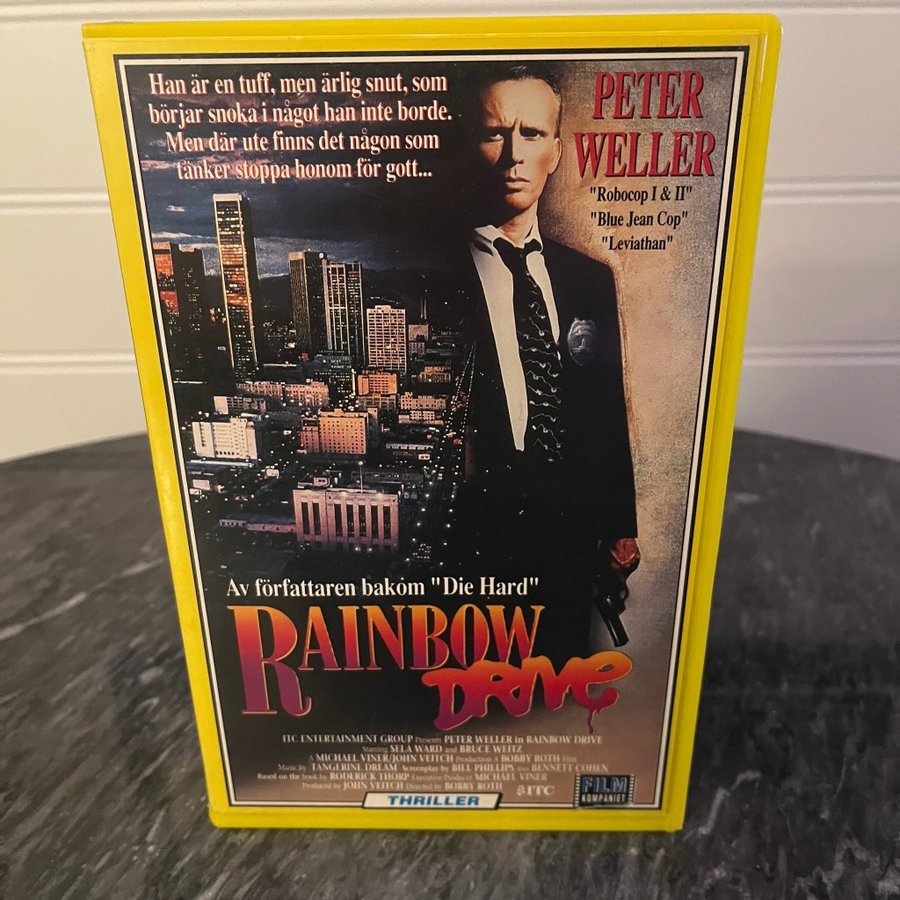 Han är en tuff, men ärlig snut, som
börjar snoka i något han inte borde.
Men där ute finns det någon som
tänker stoppa honom för gott...
PETER
WELLER
"Robocop I & II"
"Blue Jean Cop"
"Leviathan"
Av författaren bakom "Die Hard"
RAINBOW
DRIVE
ITC ENTERTAINMENT GROUP Presents PETER WELLER in RAINBOW DRIVE
Starring SELA WARD and BRUCE WEITZ
A MICHAEL VINER/JOHN VEITCH Production A BOBBY ROTH Film
Music by TANGERINE DREAM Screenplay by BILL PHILLIPS and BENNETT COHEN
Based on the book by RODERICK THORP Executive Producer MICHAEL VINER
Produced by JOHN VEITCH Directed by BOBBY ROTH
ITC
FILM
KOMPANIET
THRILLER